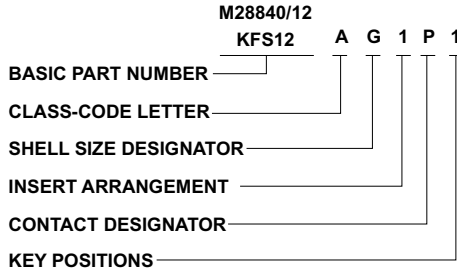 M28840/12
KFS12 A G 1 P 1
BASIC PART NUMBER
CLASS-CODE LETTER
SHELL SIZE DESIGNATOR
INSERT ARRANGEMENT
CONTACT DESIGNATOR
KEY POSITIONS